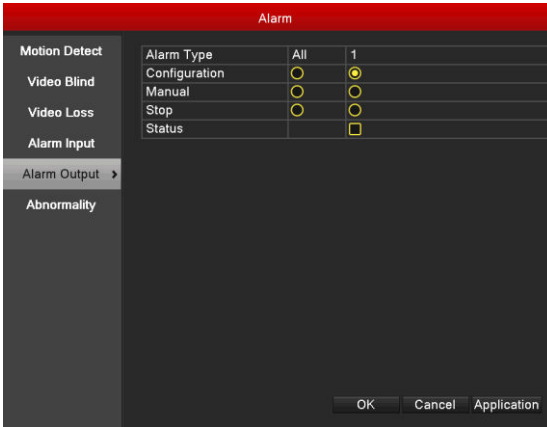 Alarm
Motion Detect
Video Blind
Video Loss
Alarm Input
Alarm Output
Abnormality
Alarm Type All 1
Configuration
Manual
Stop
Status
OK Cancel Application